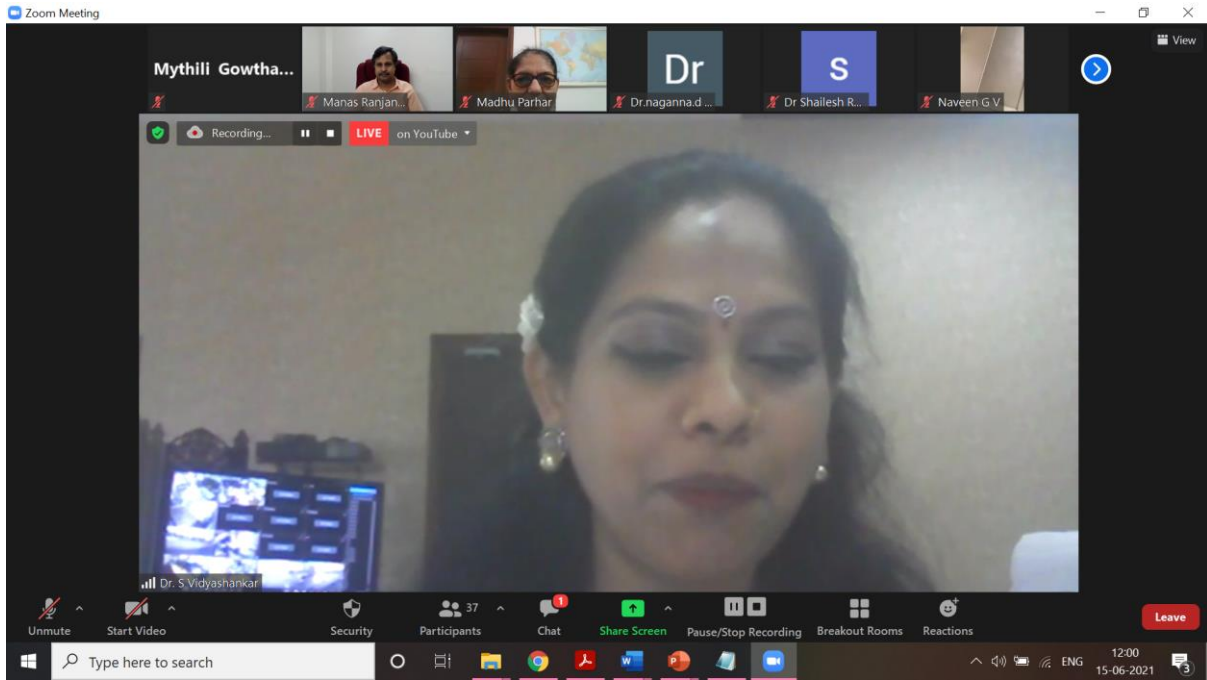 Zoom Meeting
View
Mythili Gowtha...
Manas Ranjan...
Madhu Parhar
Dr
Dr.naganna.d ...
S
Dr Shailesh R...
Naveen G V
Recording...
LIVE on YouTube
Dr. S Vidyashankar
Unmute
Start Video
Security
37
Participants
1
Chat
Share Screen
Pause/Stop Recording
Breakout Rooms
Reactions
Leave
Type here to search
ENG
12:00
15-06-2021
3